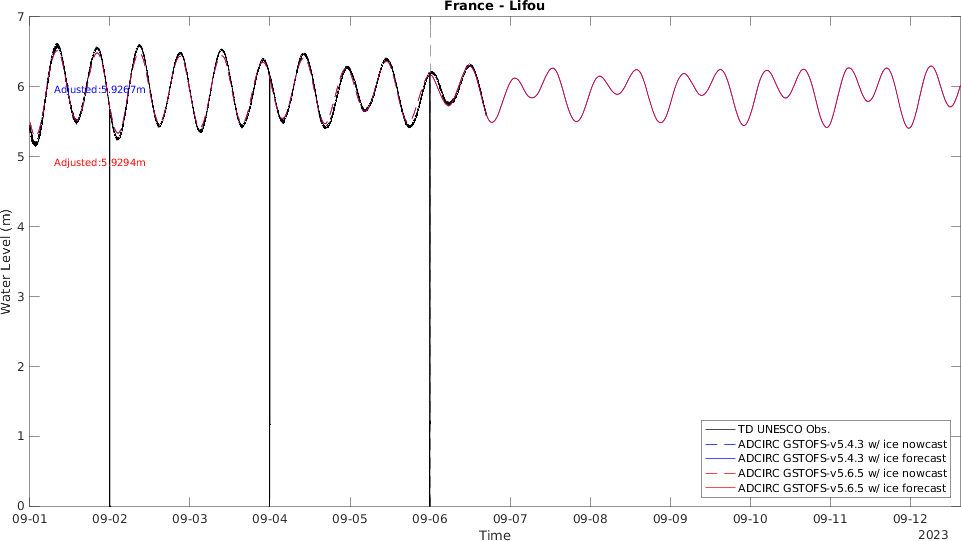 France - Lifou
7
6
5
4
3
2
1
0
Water Level (m)
Adjusted:5.9267m
Adjusted:5.9294m
TD UNESCO Obs.
ADCIRC GSTOFS-v5.4.3 w/ ice nowcast
ADCIRC GSTOFS-v5.4.3 w/ ice forecast
ADCIRC GSTOFS-v5.6.5 w/ ice nowcast
ADCIRC GSTOFS-v5.6.5 w/ ice forecast
09-01 09-02 09-03 09-04 09-05 09-06 09-07 09-08 09-09 09-10 09-11 09-12
Time
2023